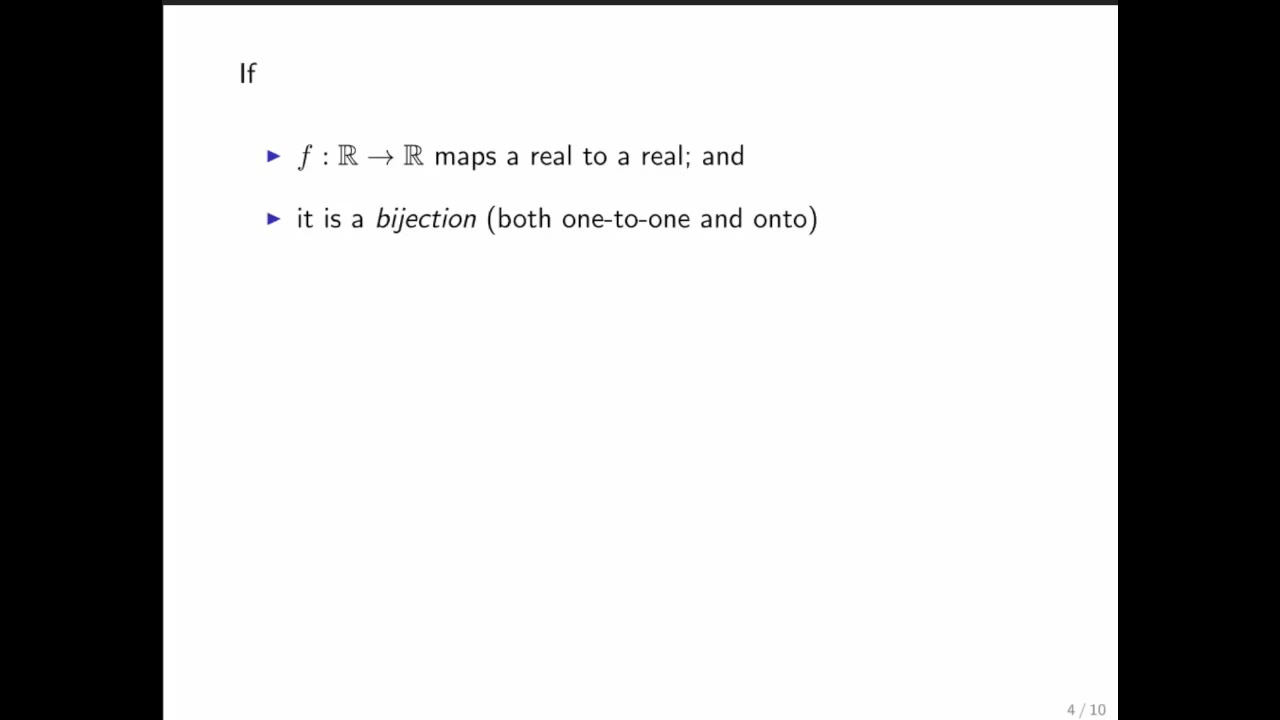 If
▶ f : ℝ → ℝ maps a real to a real; and
▶ it is a bijection (both one-to-one and onto)
4 / 10